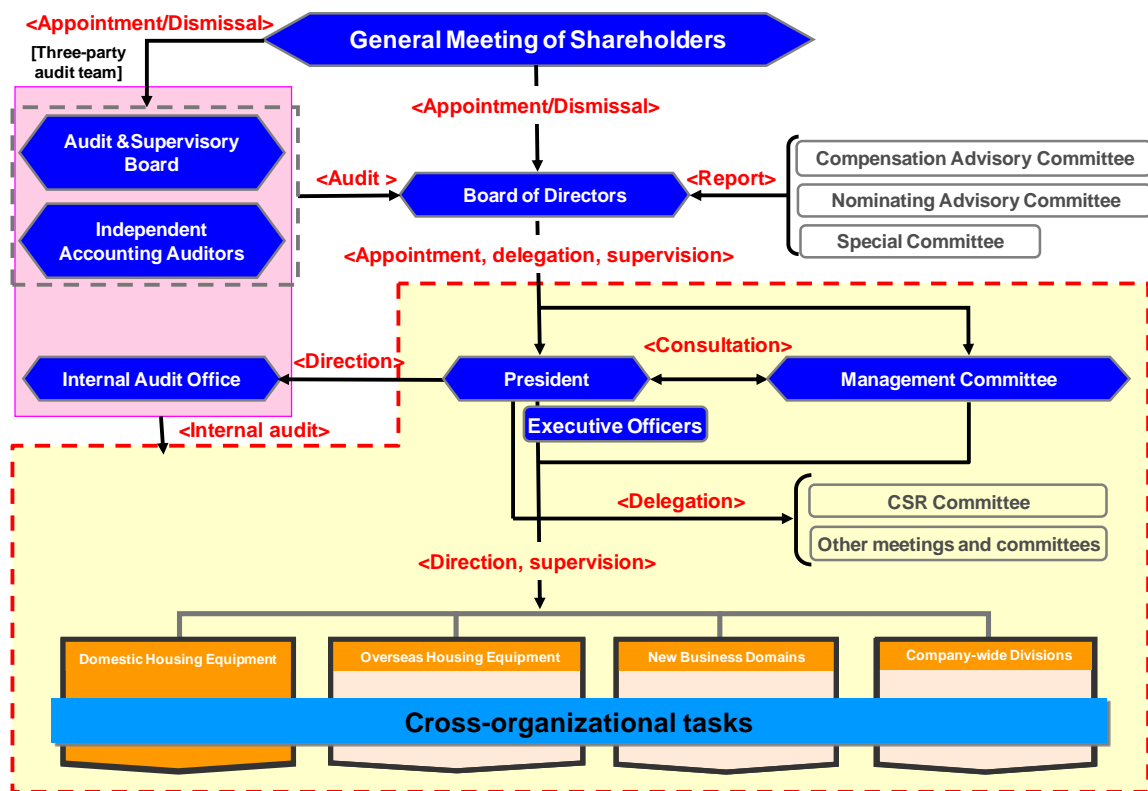 <Appointment/Dismissal>
General Meeting of Shareholders
[Three-party
audit team]
<Appointment/Dismissal>
Audit &Supervisory
Board
Compensation Advisory Committee
<Audit >
Board of Directors
<Report>
Nominating Advisory Committee
Independent
Accounting Auditors
Special Committee
<Appointment, delegation, supervision>
<Consultation>
<Direction>
Internal Audit Office
President
Management Committee
<Internal audit>
Executive Officers
<Delegation>
CSR Committee
Other meetings and committees
<Direction, supervision>
Domestic Housing Equipment
Overseas Housing Equipment
New Business Domains
Company-wide Divisions
Cross-organizational tasks